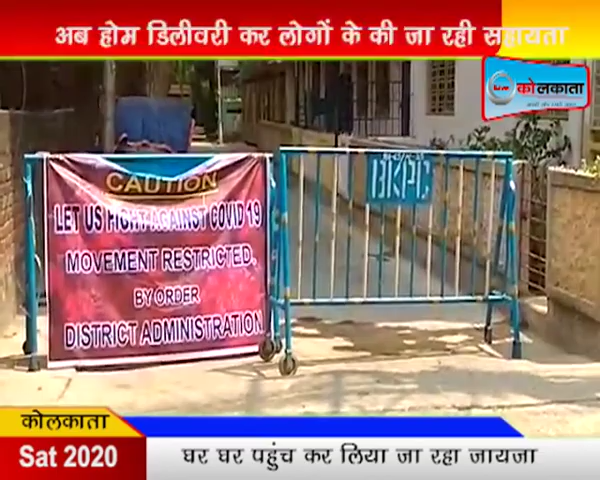 अब होम डिलीवरी कर लोगों के की जा रही सहायता
कोलकाता
CAUTION
LET US FIGHT AGAINST COVID 19
MOVEMENT RESTRICTED.
BY ORDER
DISTRICT ADMINISTRATION
BKPC
कोलकाता
Sat 2020
घर घर पहुंच कर लिया जा रहा जायजा